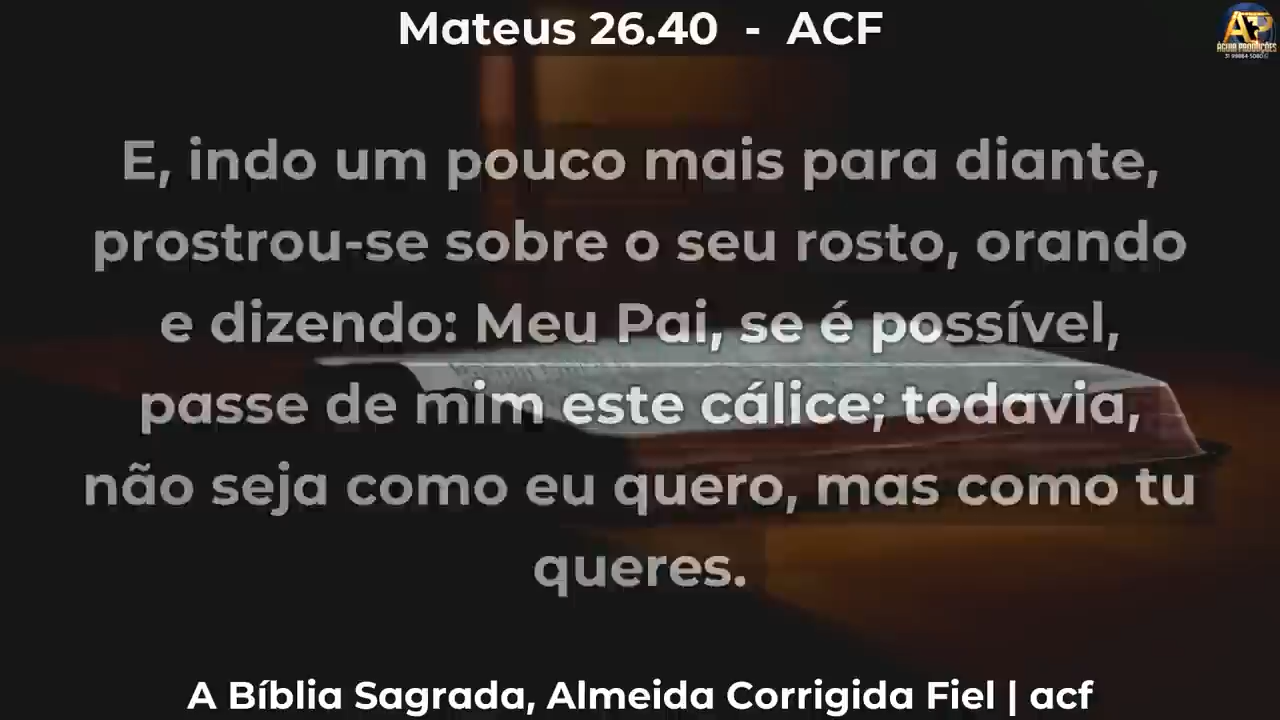 Mateus 26.40 - ACF
E, indo um pouco mais para diante,
prostrou-se sobre o seu rosto, orando
e dizendo: Meu Pai, se é possível,
passe de mim este cálice; todavia,
não seja como eu quero, mas como tu
queres.
A Bíblia Sagrada, Almeida Corrigida Fiel | acf